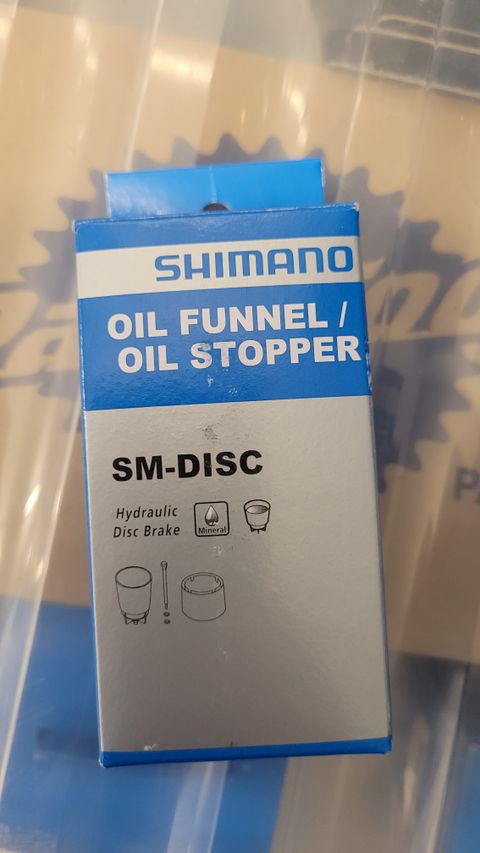 SHIMANO
OIL FUNNEL /
OIL STOPPER
SM-DISC
Hydraulic
Disc Brake
Mineral